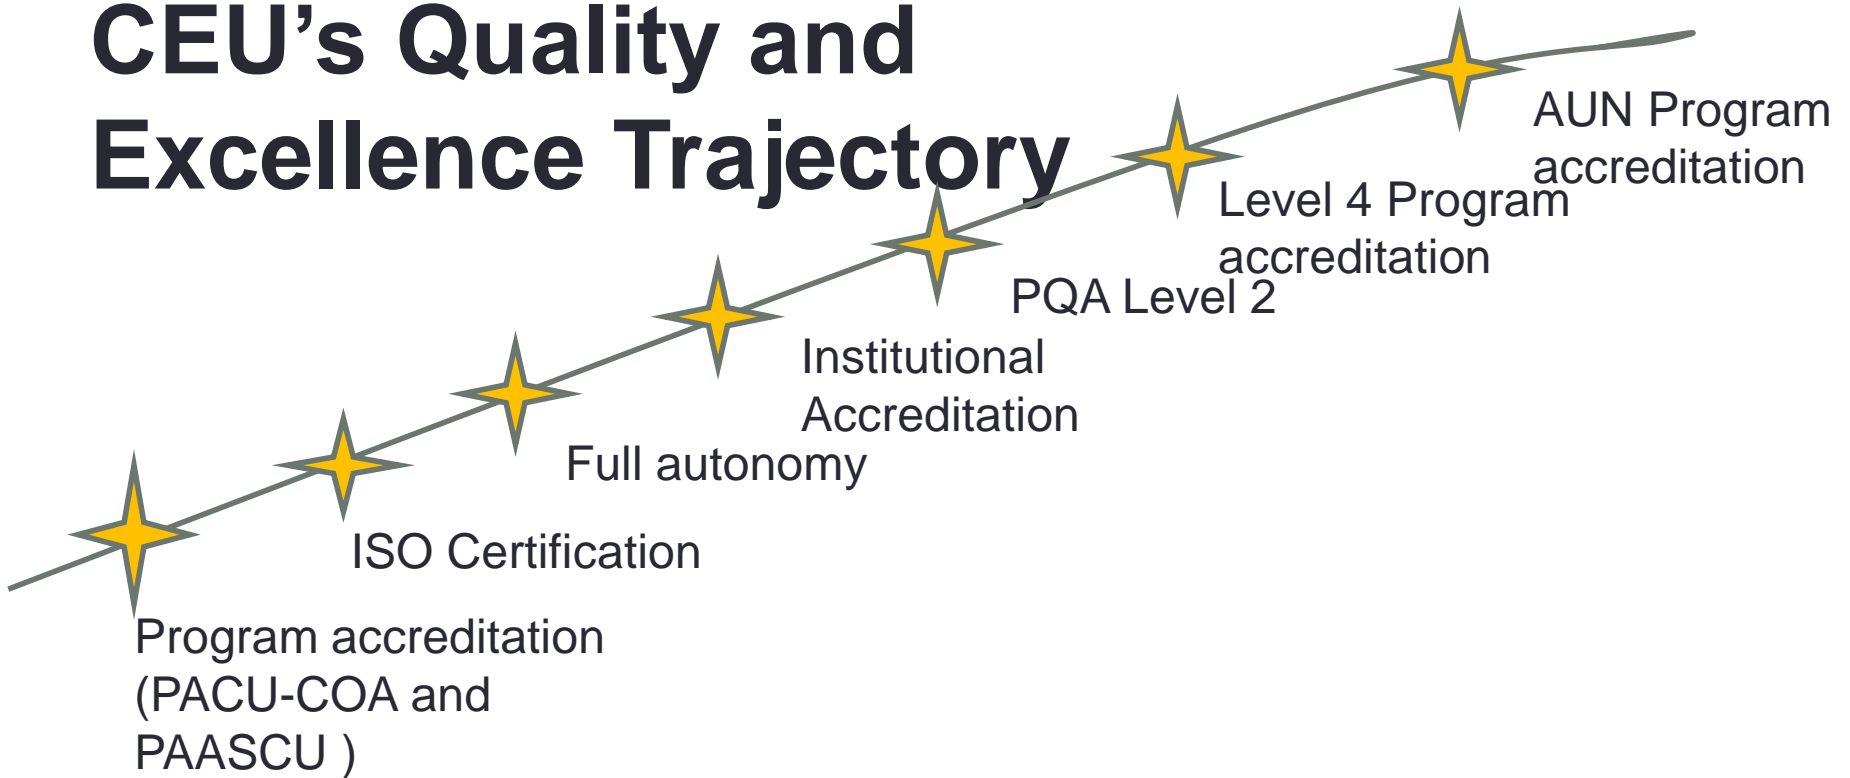 CEU’s Quality and
Excellence Trajectory
AUN Program
accreditation
Level 4 Program
accreditation
PQA Level 2
Institutional
Accreditation
Full autonomy
ISO Certification
Program accreditation
(PACU-COA and
PAASCU )